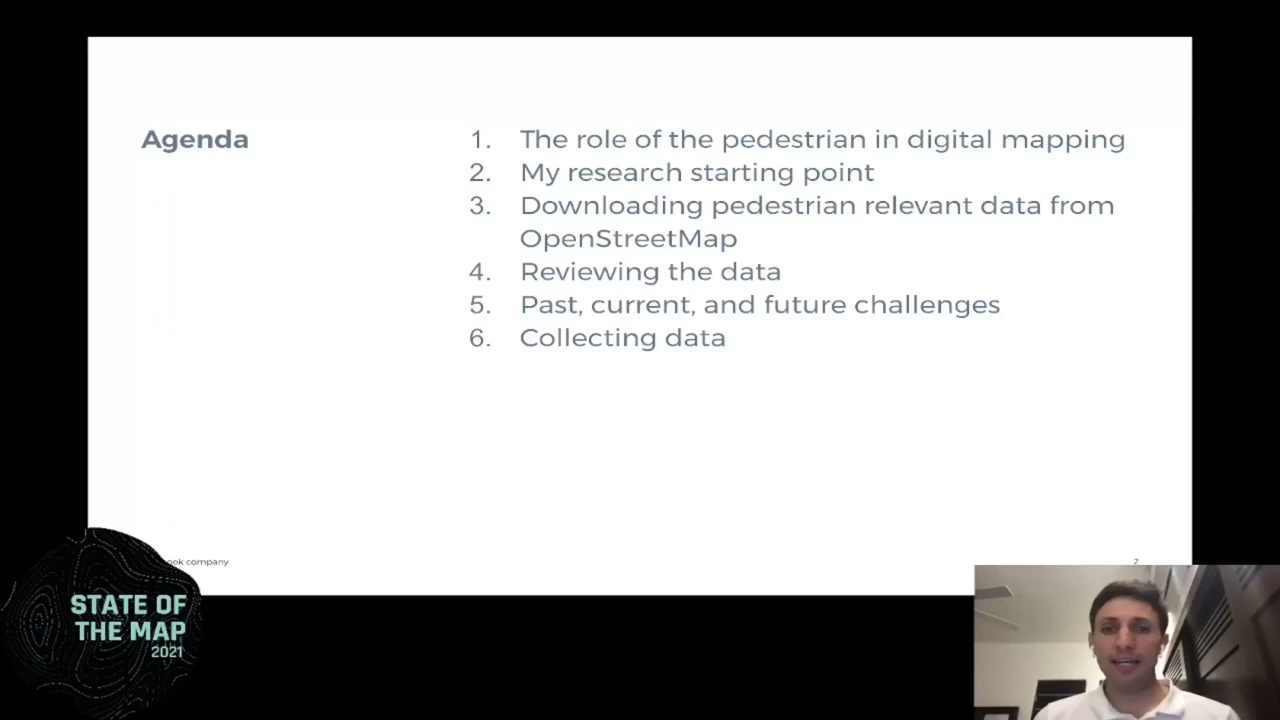 Agenda
1. The role of the pedestrian in digital mapping
2. My research starting point
3. Downloading pedestrian relevant data from
OpenStreetMap
4. Reviewing the data
5. Past, current, and future challenges
6. Collecting data
company
2
STATE OF
THE MAP
2021